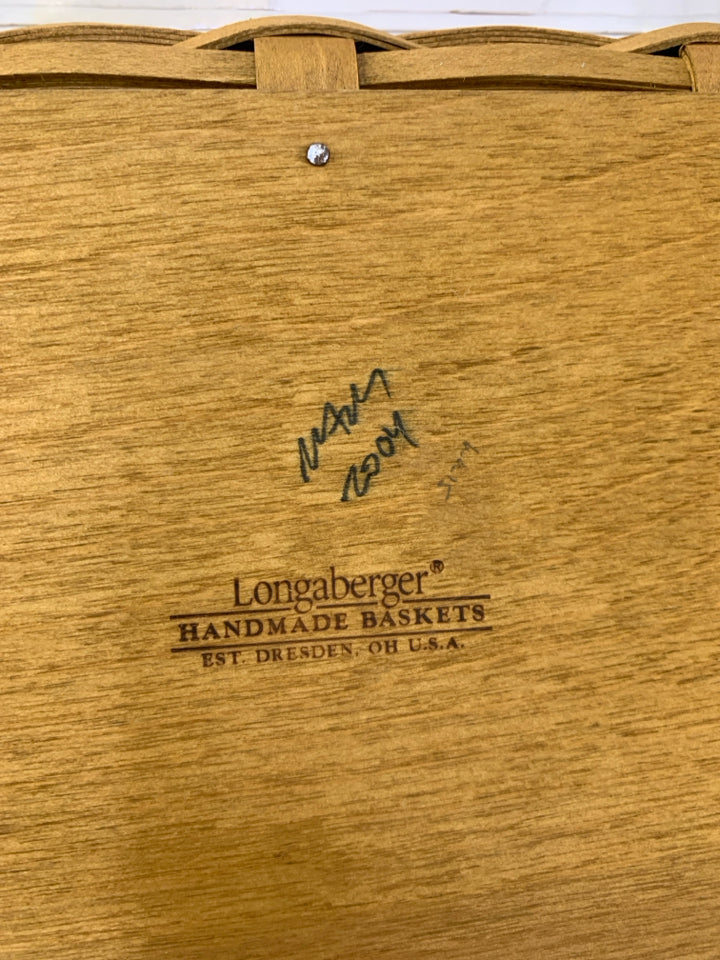 2004
Longaberger®
HANDMADE BASKETS
EST. DRESDEN, OH U.S.A.